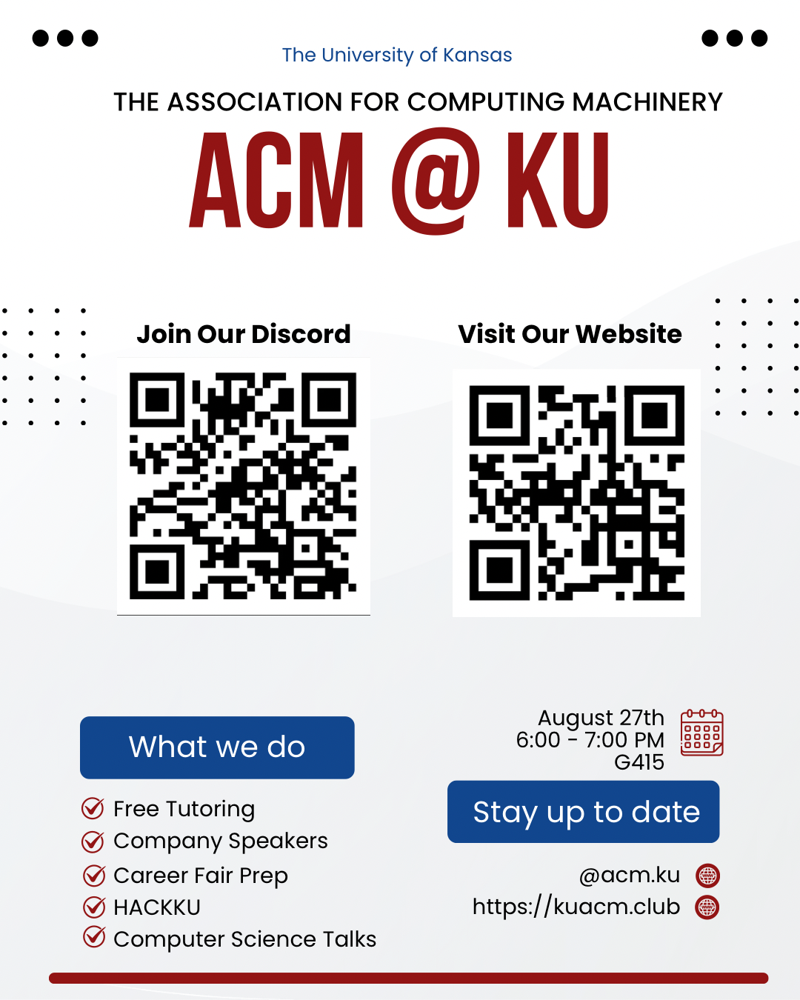 The University of Kansas
THE ASSOCIATION FOR COMPUTING MACHINERY
ACM @ KU
Join Our Discord
Visit Our Website
What we do
Free Tutoring
Company Speakers
Career Fair Prep
HACKKU
Computer Science Talks
August 27th
6:00 - 7:00 PM
G415
Stay up to date
@acm.ku
https://kuacm.club